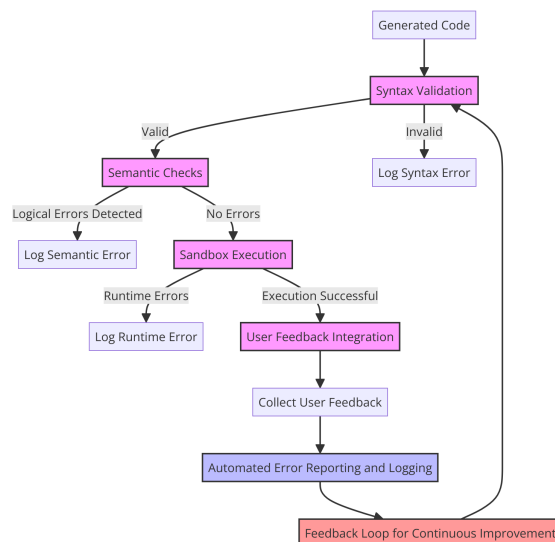 Generated Code
Syntax Validation
Valid
Invalid
Semantic Checks
Log Syntax Error
Logical Errors Detected
No Errors
Log Semantic Error
Sandbox Execution
Runtime Errors
Execution Successful
Log Runtime Error
User Feedback Integration
Collect User Feedback
Automated Error Reporting and Logging
Feedback Loop for Continuous Improvement